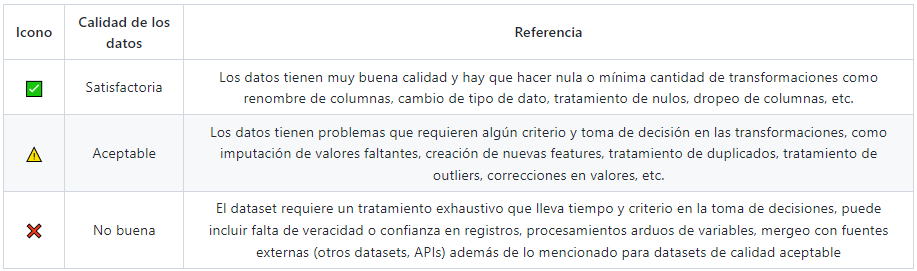 Icono
Calidad de los
datos
Referencia
Satisfactoria
Los datos tienen muy buena calidad y hay que hacer nula o mínima cantidad de transformaciones como
renombre de columnas, cambio de tipo de dato, tratamiento de nulos, dropeo de columnas, etc.
Aceptable
Los datos tienen problemas que requieren algún criterio y toma de decisión en las transformaciones, como
imputación de valores faltantes, creación de nuevas features, tratamiento de duplicados, tratamiento de
outliers, correcciones en valores, etc.
No buena
El dataset requiere un tratamiento exhaustivo que lleva tiempo y criterio en la toma de decisiones, puede
incluir falta de veracidad o confianza en registros, procesamientos arduos de variables, mergeo con fuentes
externas (otros datasets, APIs) además de lo mencionado para datasets de calidad aceptable